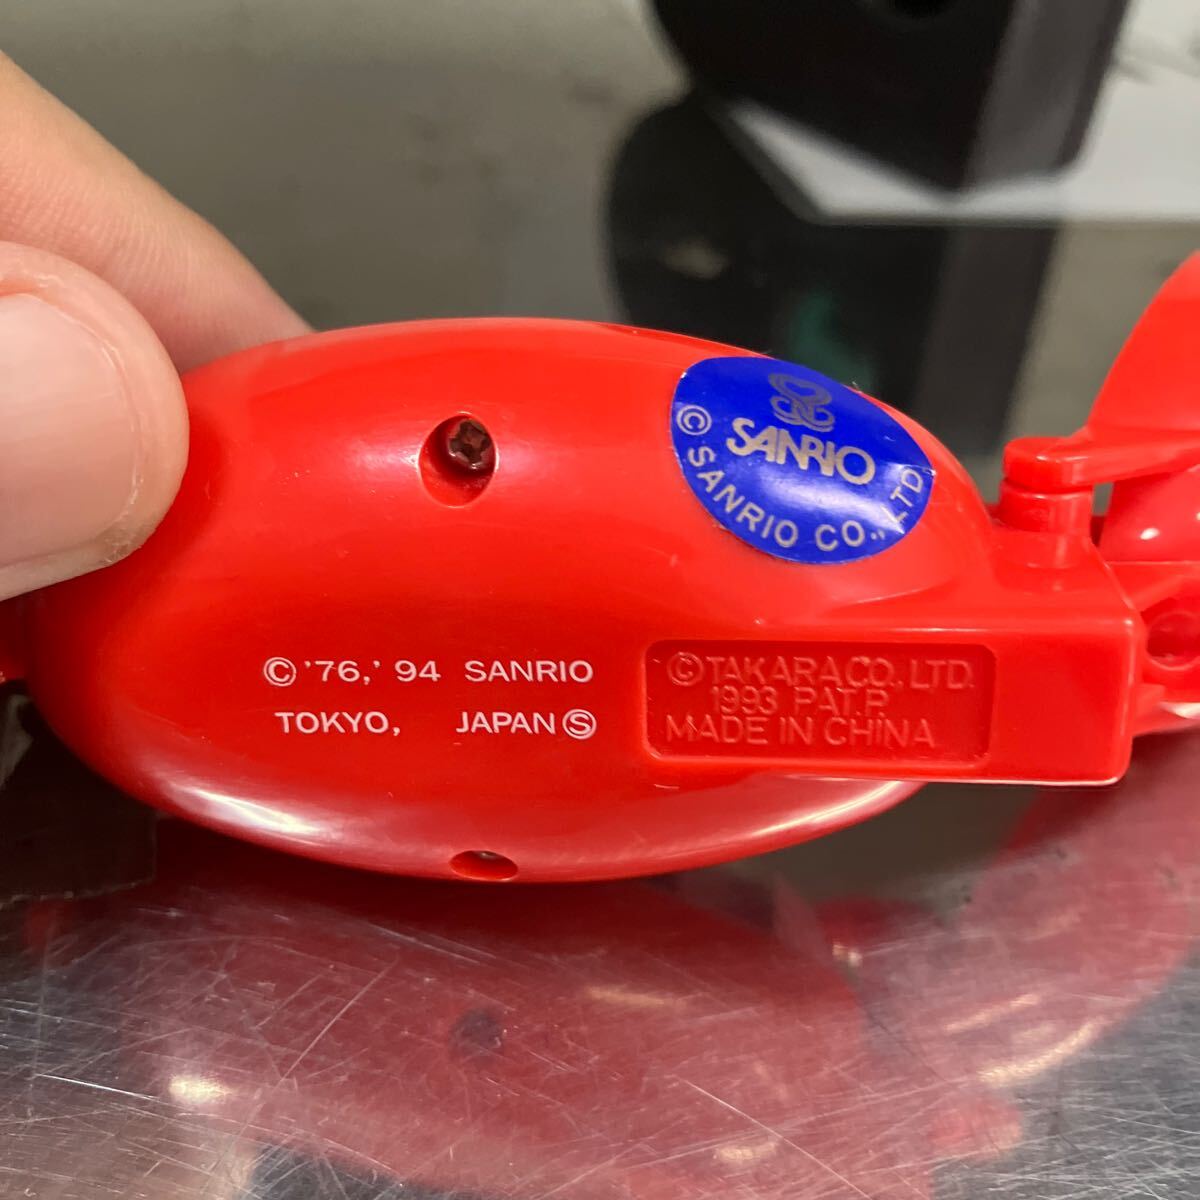 SANRIO
© SANRIO CO., LTD.
© '76, '94 SANRIO
TOKYO, JAPAN Ⓢ
© TAKARA CO., LTD.
1993 PAT.P
MADE IN CHINA